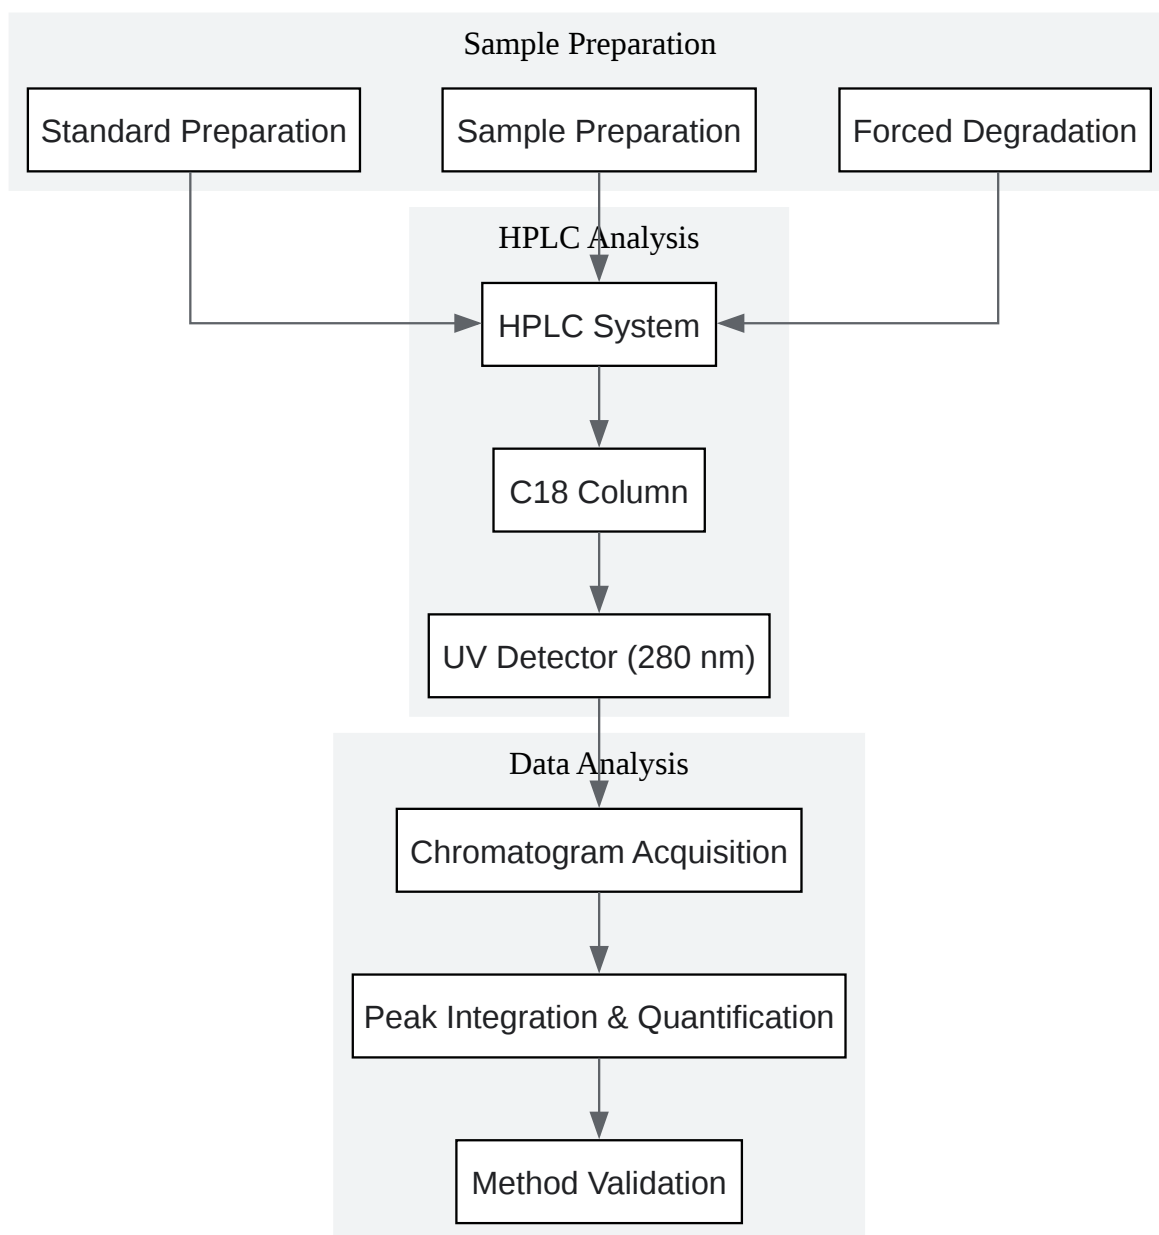 Sample Preparation
Standard Preparation
Sample Preparation
Forced Degradation
HPLC Analysis
HPLC System
C18 Column
UV Detector (280 nm)
Data Analysis
Chromatogram Acquisition
Peak Integration & Quantification
Method Validation